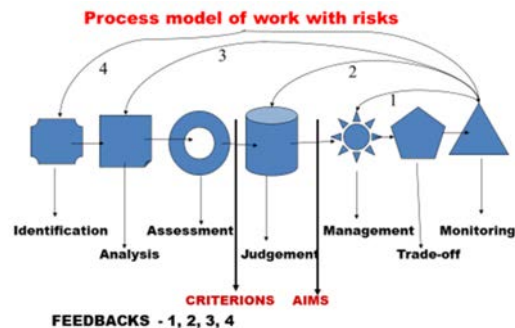 Process model of work with risks
4
3
2
1
Identification
Analysis
Assessment
Judgement
Management
Trade-off
Monitoring
CRITERIONS AIMS
FEEDBACKS - 1, 2, 3, 4